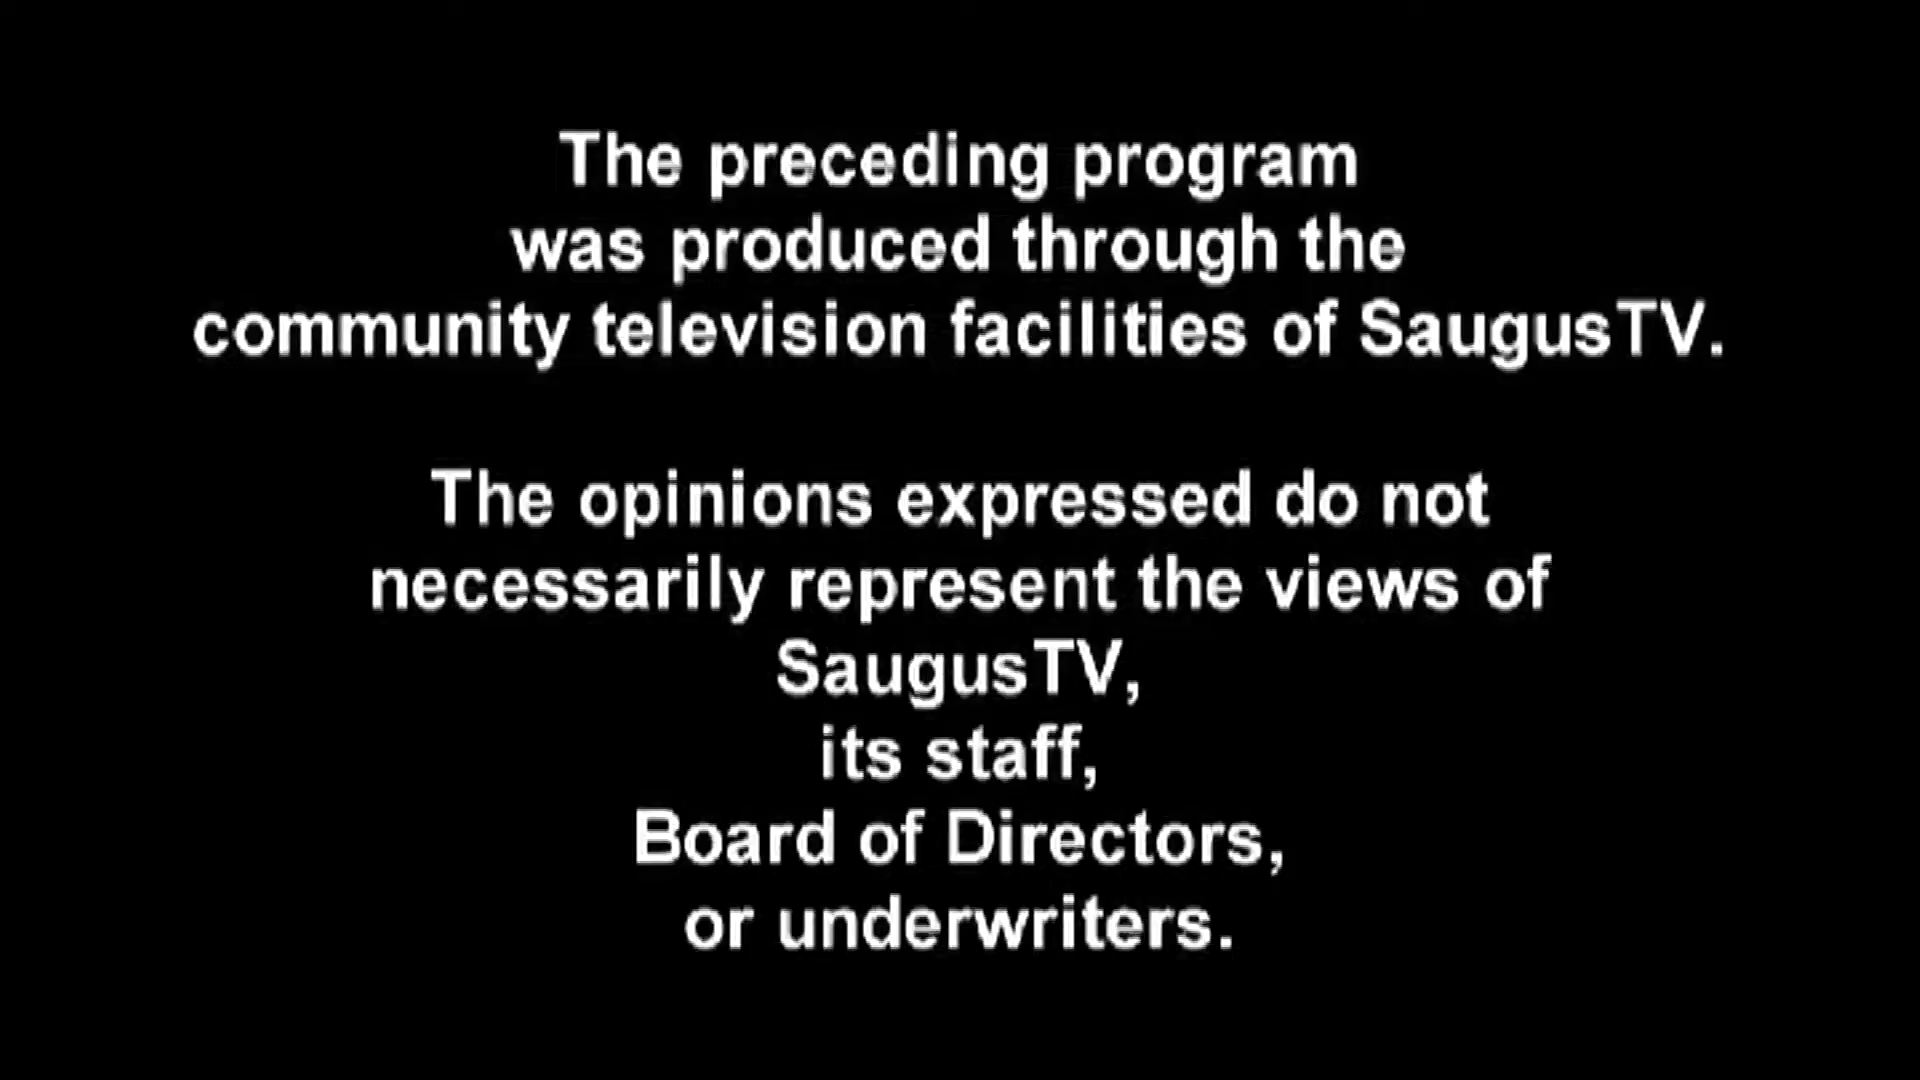 The preceding program
was produced through the
community television facilities of SaugusTV.
The opinions expressed do not
necessarily represent the views of
SaugusTV,
its staff,
Board of Directors,
or underwriters.